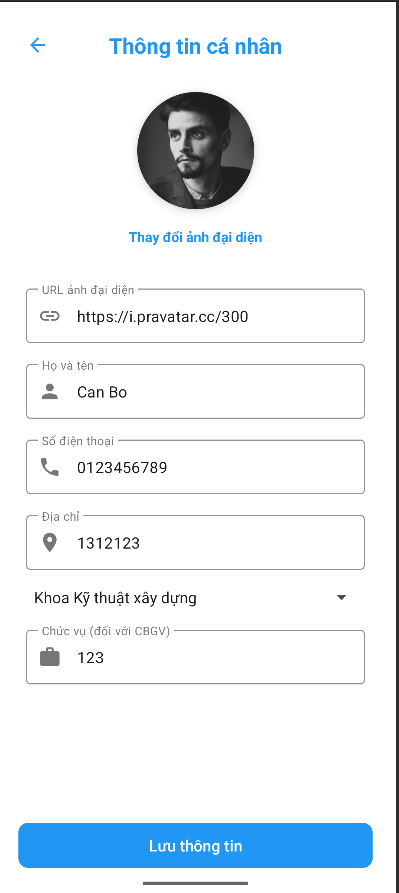 Thông tin cá nhân
Thay đổi ảnh đại diện
URL ảnh đại diện
https://i.pravatar.cc/300
Họ và tên
Can Bo
Số điện thoại
0123456789
Địa chỉ
1312123
Khoa Kỹ thuật xây dựng
Chức vụ (đối với CBGV)
123
Lưu thông tin